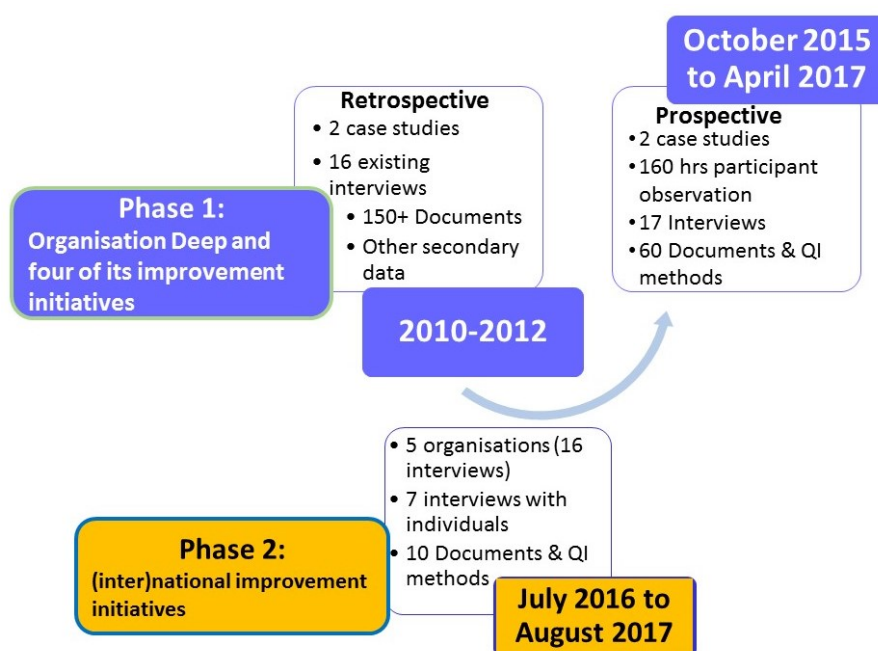 October 2015
to April 2017
Retrospective
• 2 case studies
• 16 existing
interviews
• 150+ Documents
• Other secondary
data
Prospective
• 2 case studies
• 160 hrs participant
observation
• 17 Interviews
• 60 Documents & QI
methods
Phase 1:
Organisation Deep and
four of its improvement
initiatives
2010-2012
• 5 organisations (16
interviews)
• 7 interviews with
individuals
• 10 Documents & QI
methods
Phase 2:
(inter)national improvement
initiatives
July 2016 to
August 2017